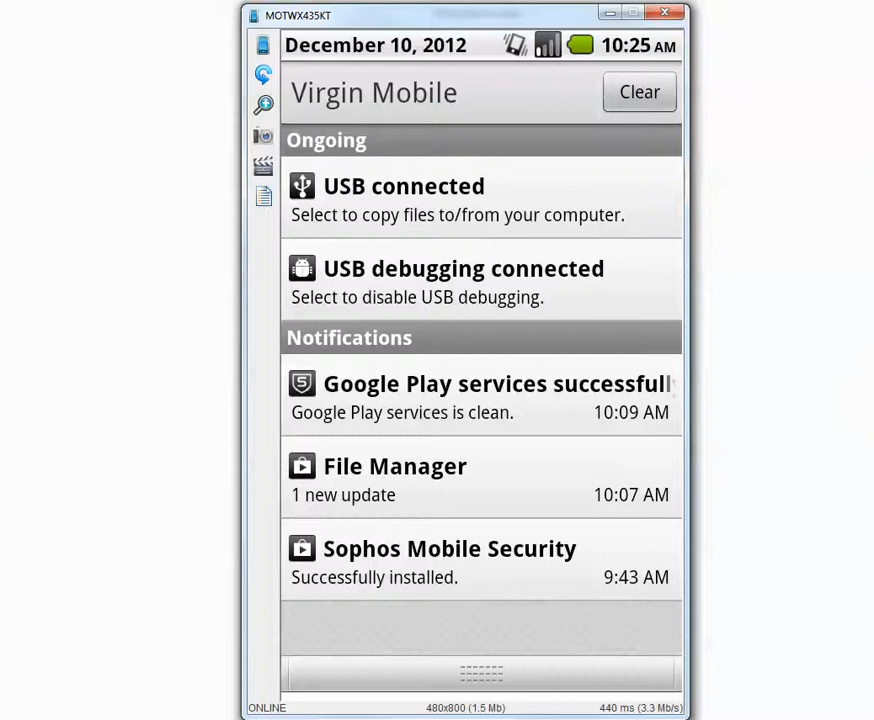 MOTWX435KT
December 10, 2012 10:25 AM
Virgin Mobile Clear
Ongoing
USB connected
Select to copy files to/from your computer.
USB debugging connected
Select to disable USB debugging.
Notifications
Google Play services successfull
Google Play services is clean. 10:09 AM
File Manager
1 new update 10:07 AM
Sophos Mobile Security
Successfully installed. 9:43 AM
ONLINE 480x800 (1.5 Mb) 440 ms (3.3 Mb/s)